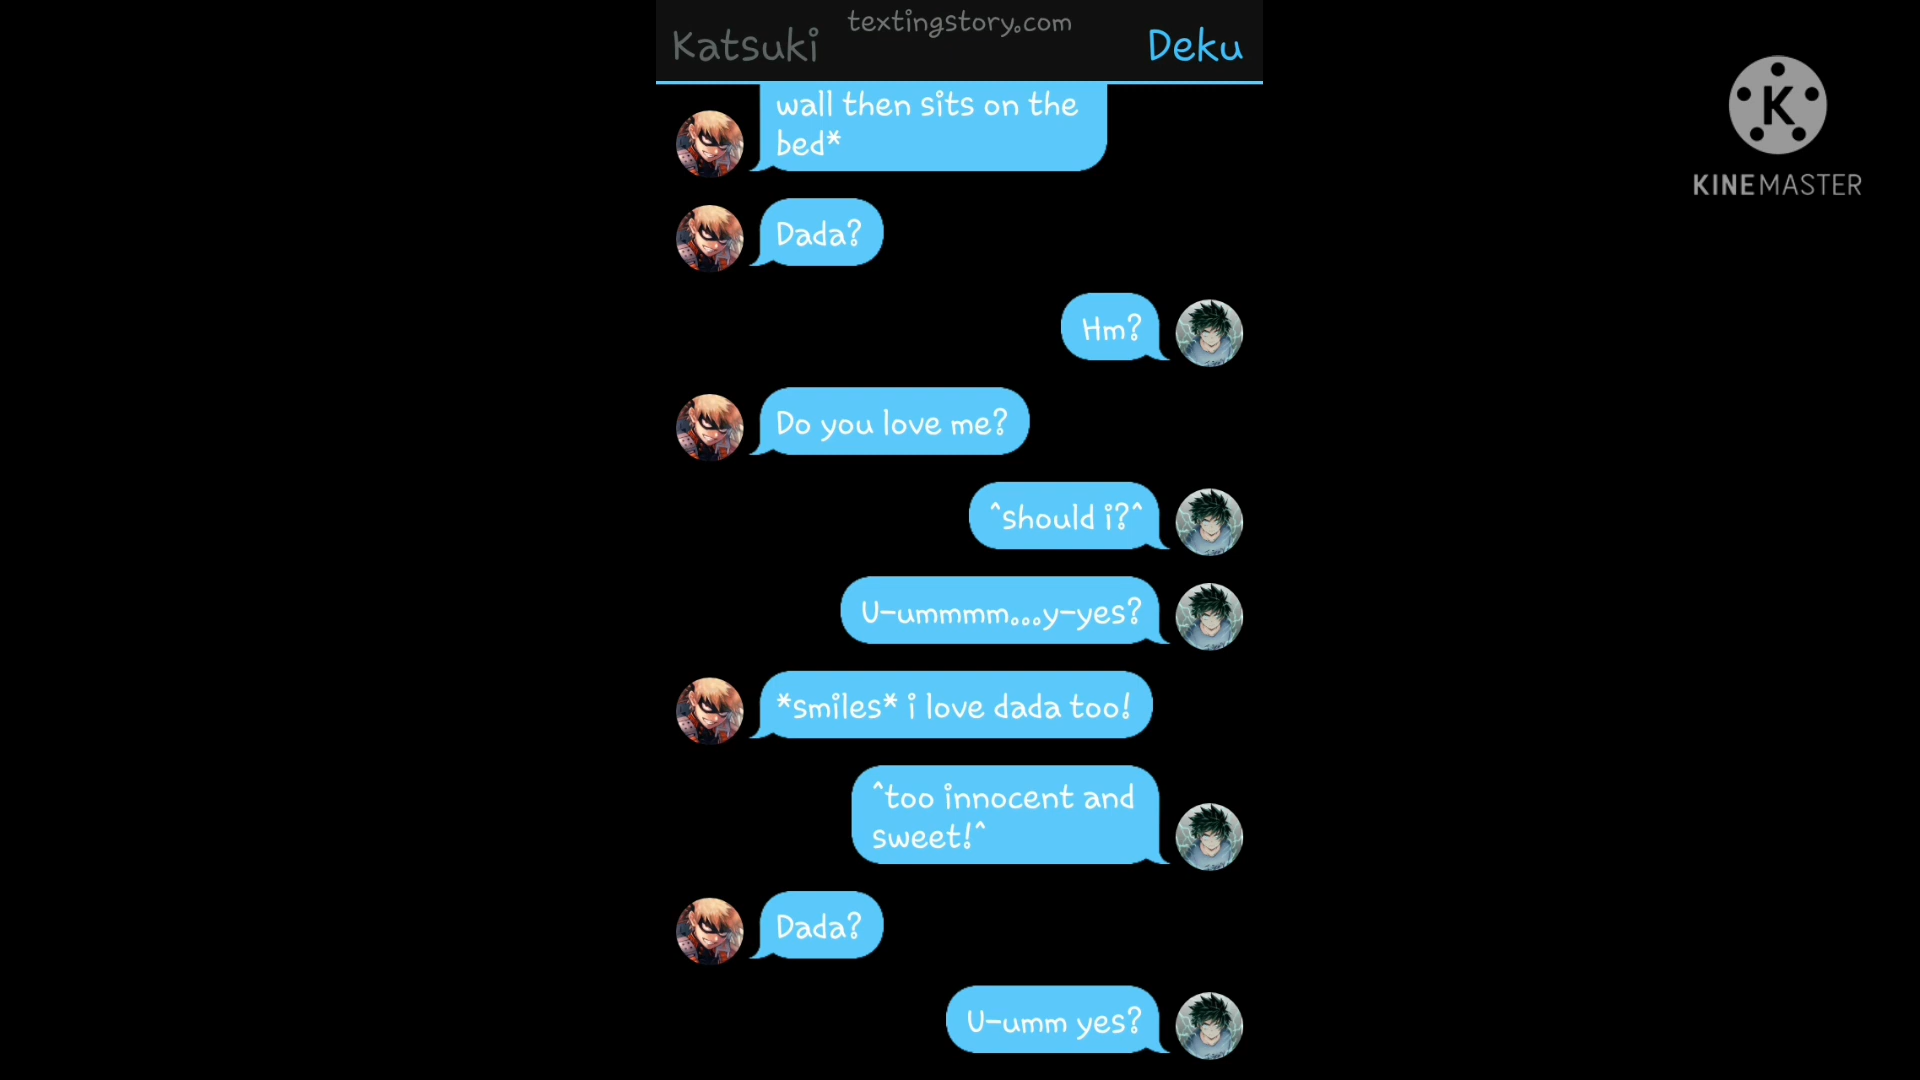 textingstory.com
Katsuki
Deku
wall then sits on the
bed*
Dada?
Hm?
Do you love me?
^should i?^
U-ummmm...y-yes?
*smiles* i love dada too!
^too innocent and
sweet!^
Dada?
U-umm yes?
K
KINEMASTER